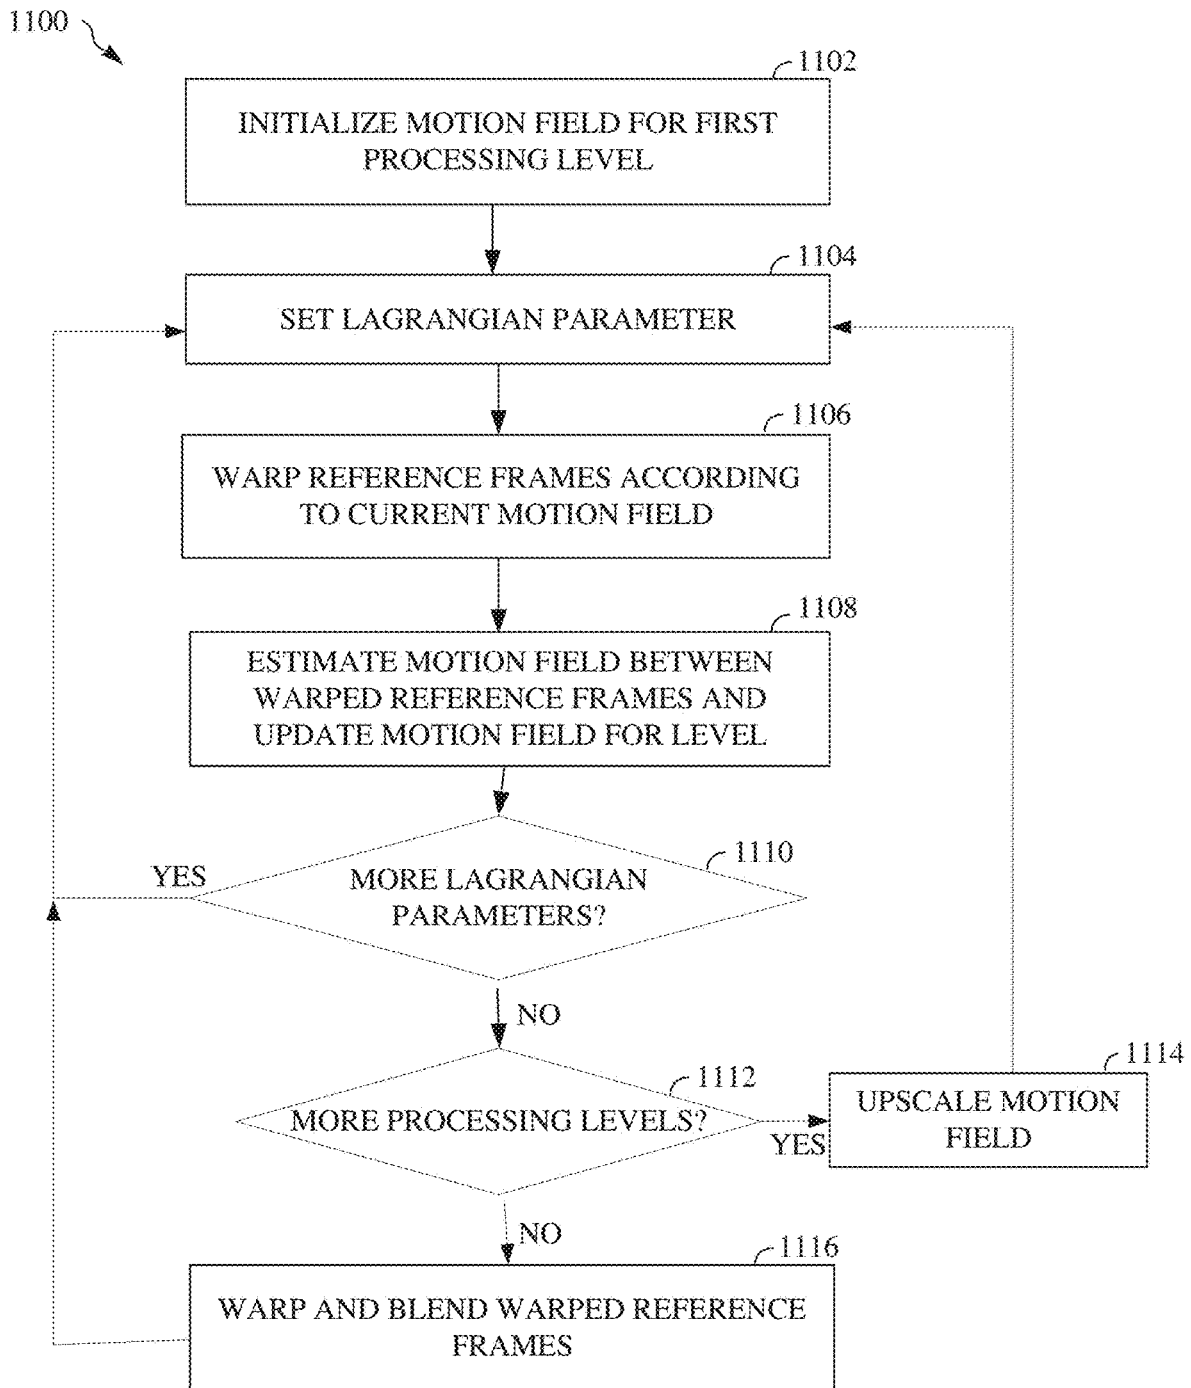 1100
1102
INITIALIZE MOTION FIELD FOR FIRST
PROCESSING LEVEL
1104
SET LAGRANGIAN PARAMETER
1106
WARP REFERENCE FRAMES ACCORDING
TO CURRENT MOTION FIELD
1108
ESTIMATE MOTION FIELD BETWEEN
WARPED REFERENCE FRAMES AND
UPDATE MOTION FIELD FOR LEVEL
1110
YES
MORE LAGRANGIAN
PARAMETERS?
NO
1112
MORE PROCESSING LEVELS?
YES
1114
UPSCALE MOTION
FIELD
NO
1116
WARP AND BLEND WARPED REFERENCE
FRAMES